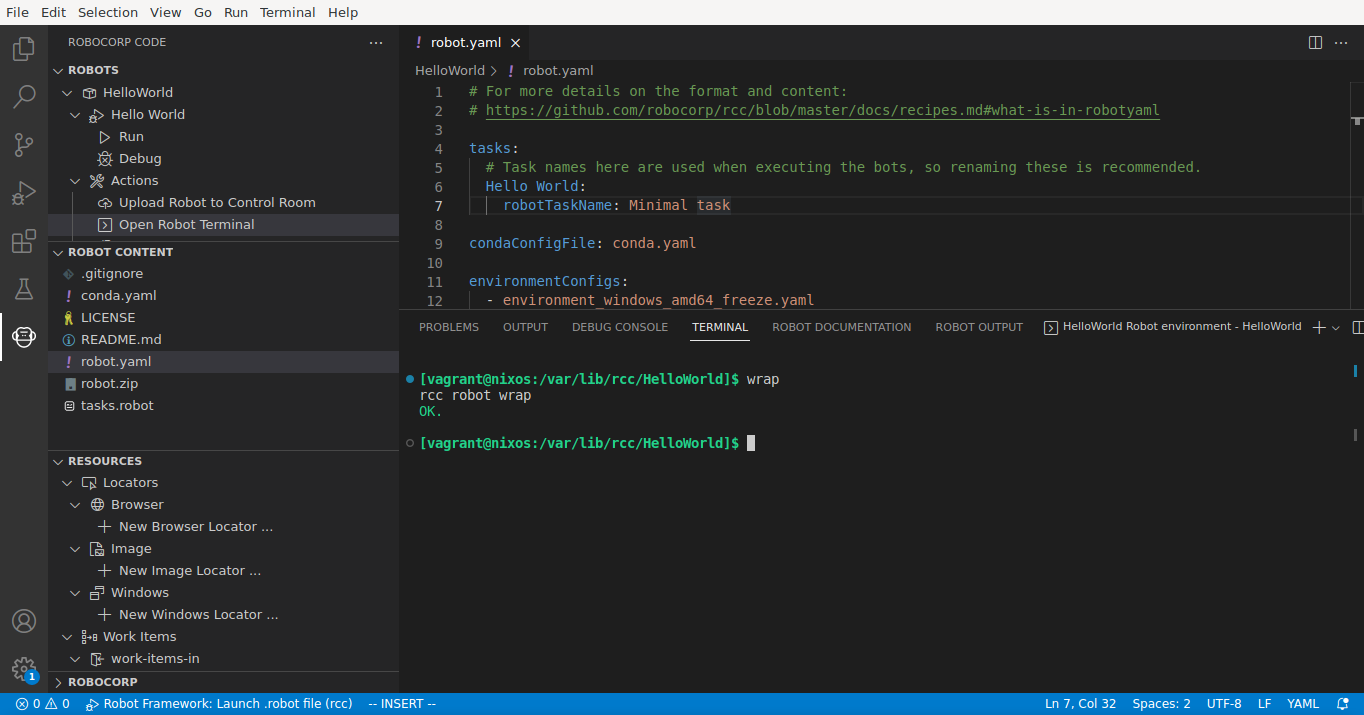 File Edit Selection View Go Run Terminal Help
ROBOCORP CODE
ROBOTS
HelloWorld
Hello World
Run
Debug
Actions
Upload Robot to Control Room
Open Robot Terminal
ROBOT CONTENT
.gitignore
conda.yaml
LICENSE
README.md
robot.yaml
robot.zip
tasks.robot
RESOURCES
Locators
Browser
New Browser Locator ...
Image
New Image Locator ...
Windows
New Windows Locator ...
Work Items
work-items-in
ROBOCORP
1
robot.yaml
HelloWorld > robot.yaml
1 # For more details on the format and content:
2 # https://github.com/robocorp/rcc/blob/master/docs/recipes.md#what-is-in-robotyaml
3
4 tasks:
5 # Task names here are used when executing the bots, so renaming these is recommended.
6 Hello World:
7 robotTaskName: Minimal task
8
9 condaConfigFile: conda.yaml
10
11 environmentConfigs:
12 - environment_windows_amd64_freeze.yaml
PROBLEMS OUTPUT DEBUG CONSOLE TERMINAL ROBOT DOCUMENTATION ROBOT OUTPUT HelloWorld Robot environment - HelloWorld
[vagrant@nixos:/var/lib/rcc/HelloWorld]$ wrap
rcc robot wrap
OK.
[vagrant@nixos:/var/lib/rcc/HelloWorld]$
0 0 Robot Framework: Launch .robot file (rcc) -- INSERT -- Ln 7, Col 32 Spaces: 2 UTF-8 LF YAML